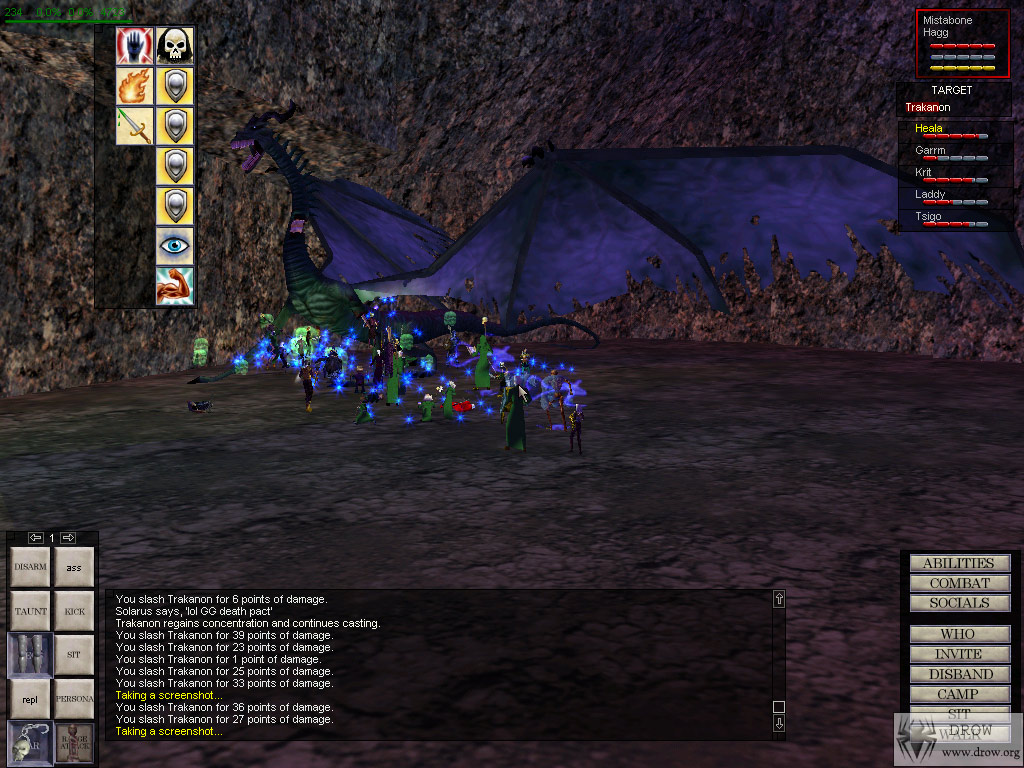 234
Mistabone
Hagg
TARGET
Trakanon
Heala
Garrm
Krit
Laddy
Tsigo
1
DISARM
ass
TAUNT
KICK
SIT
repl
PERSONA
You slash Trakanon for 6 points of damage.
Solarus says, 'lol GG death pact'
Trakanon regains concentration and continues casting.
You slash Trakanon for 39 points of damage.
You slash Trakanon for 23 points of damage.
You slash Trakanon for 1 point of damage.
You slash Trakanon for 25 points of damage.
You slash Trakanon for 33 points of damage.
Taking a screenshot...
You slash Trakanon for 36 points of damage.
You slash Trakanon for 27 points of damage.
Taking a screenshot...
ABILITIES
COMBAT
SOCIALS
WHO
INVITE
DISBAND
CAMP
SIT
WALK
DROW
www.drow.org